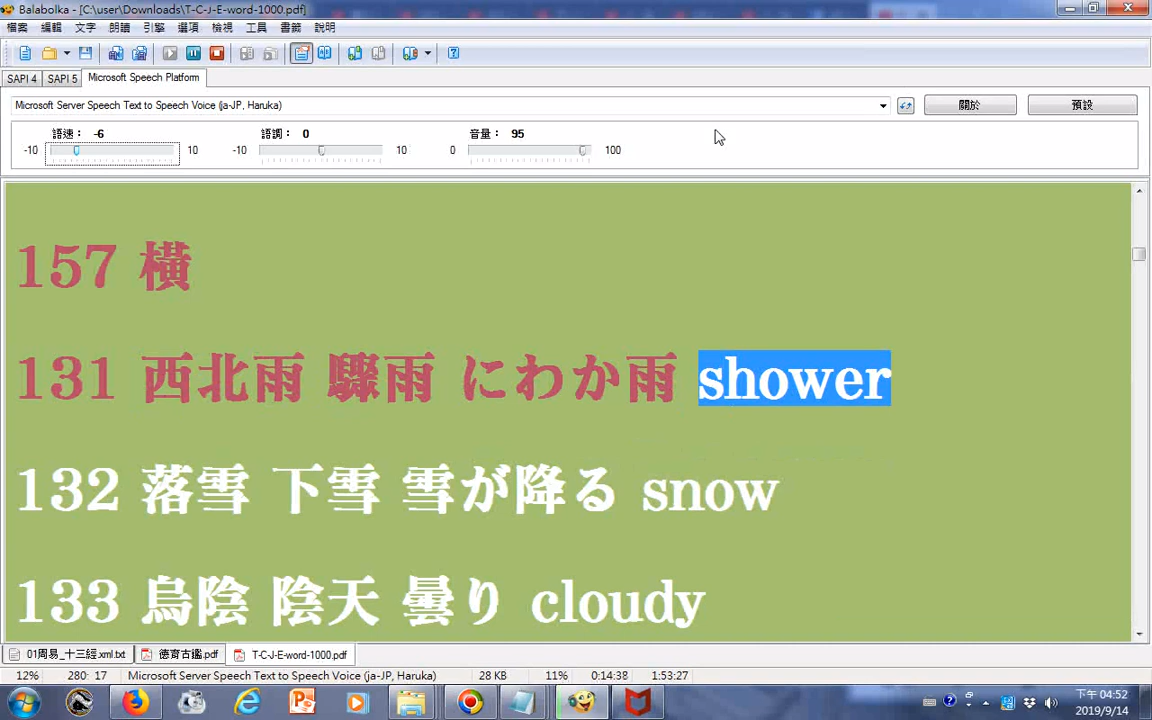 Balabolka - [C:\user\Downloads\T-C-J-E-word-1000.pdf]
檔案 編輯 文字 朗讀 引擎 選項 檢視 工具 書籤 說明
SAPI 4 SAPI 5 Microsoft Speech Platform
Microsoft Server Speech Text to Speech Voice (ja-JP, Haruka) 關於 預設
語速： -6 語調： 0 音量： 95
-10 10 -10 10 0 100
157 橫
131 西北雨 驟雨 にわか雨 shower
132 落雪 下雪 雪が降る snow
133 烏陰 陰天 曇り cloudy
01周易_十三經.xml.txt 德育古鑑.pdf T-C-J-E-word-1000.pdf
12% 280: 17 Microsoft Server Speech Text to Speech Voice (ja-JP, Haruka) 28 KB 11% 0:14:38 1:53:27
下午 04:52
2019/9/14